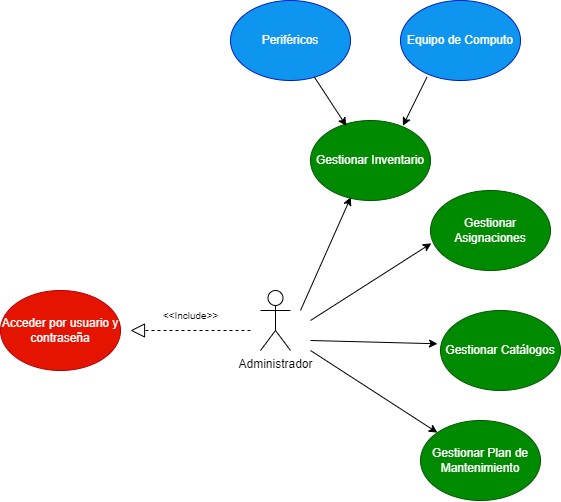 Periféricos
Equipo de Computo
Gestionar Inventario
Gestionar
Asignaciones
<<Include>>
Acceder por usuario y
contraseña
Gestionar Catálogos
Administrador
Gestionar Plan de
Mantenimiento